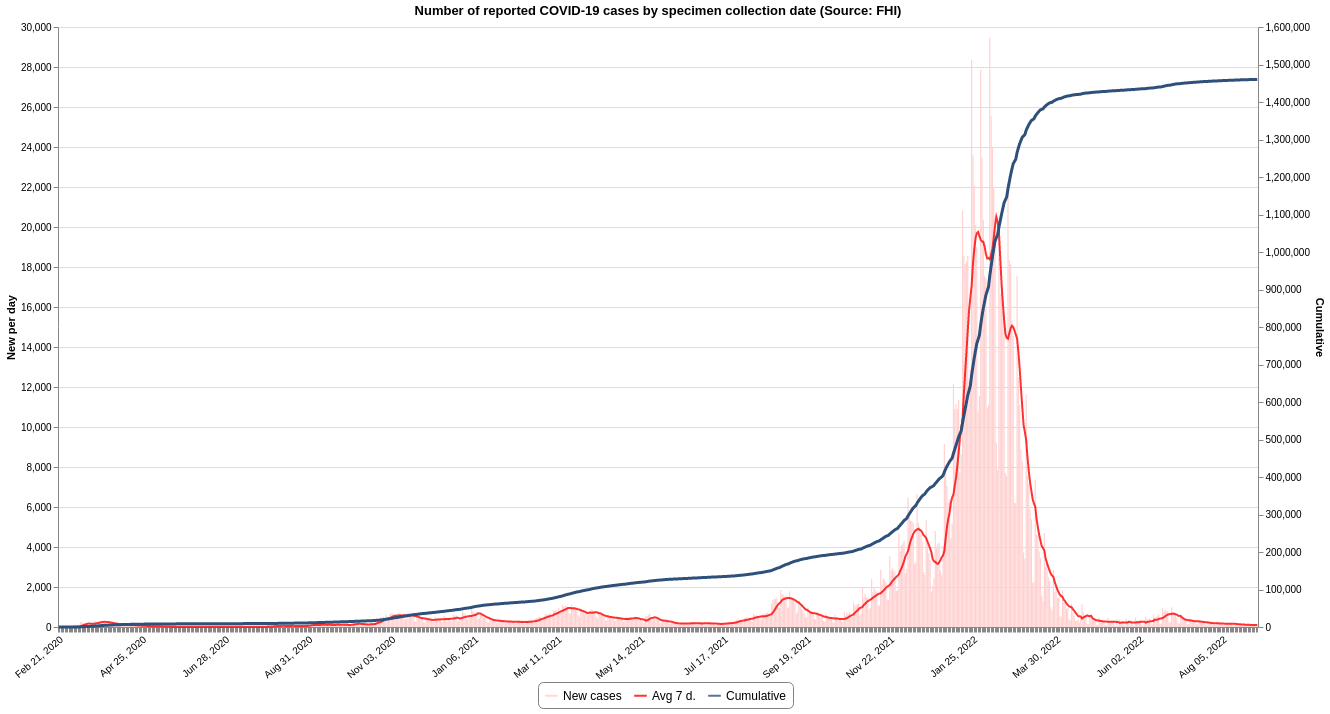 Number of reported COVID-19 cases by specimen collection date (Source: FHI)
New per day
30,000
28,000
26,000
24,000
22,000
20,000
18,000
16,000
14,000
12,000
10,000
8,000
6,000
4,000
2,000
0
1,600,000
1,500,000
1,400,000
1,300,000
1,200,000
1,100,000
1,000,000
900,000
800,000
700,000
600,000
500,000
400,000
300,000
200,000
100,000
0
Cumulative
Feb 21, 2020
Apr 25, 2020
Jun 28, 2020
Aug 31, 2020
Nov 03, 2020
Jan 06, 2021
Mar 11, 2021
May 14, 2021
Jul 17, 2021
Sep 19, 2021
Nov 22, 2021
Jan 25, 2022
Mar 30, 2022
Jun 02, 2022
Aug 05, 2022
New cases Avg 7 d. Cumulative